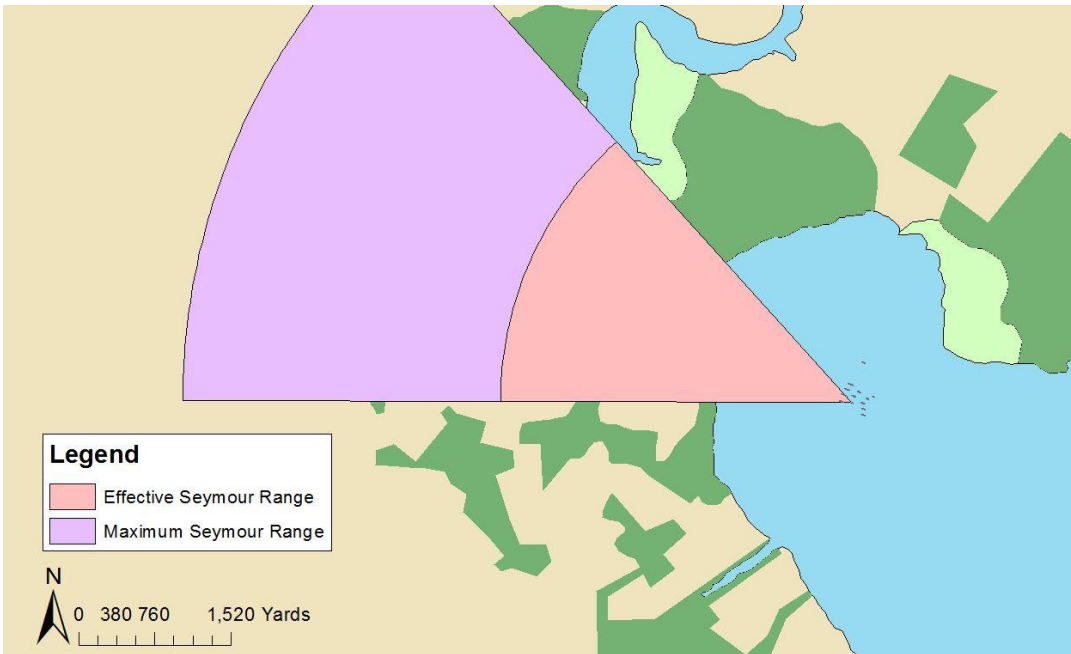 Legend
Effective Seymour Range
Maximum Seymour Range
N
0 380 760 1,520 Yards